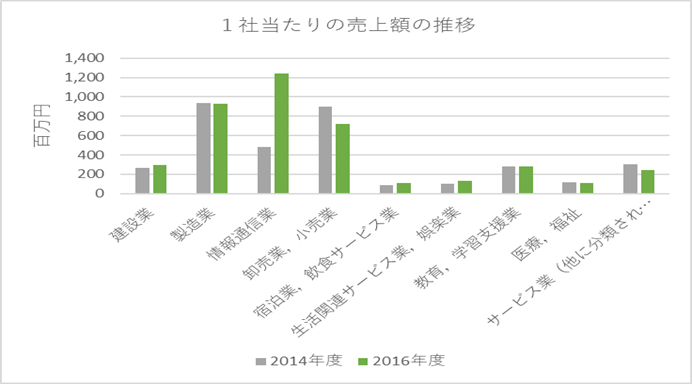 １社当たりの売上額の推移
百万円
1,400
1,200
1,000
800
600
400
200
0
建設業
製造業
情報通信業
卸売業，小売業
宿泊業，飲食サービス業
生活関連サービス業，娯楽業
教育，学習支援業
医療，福祉
サービス業（他に分類され…
2014年度
2016年度